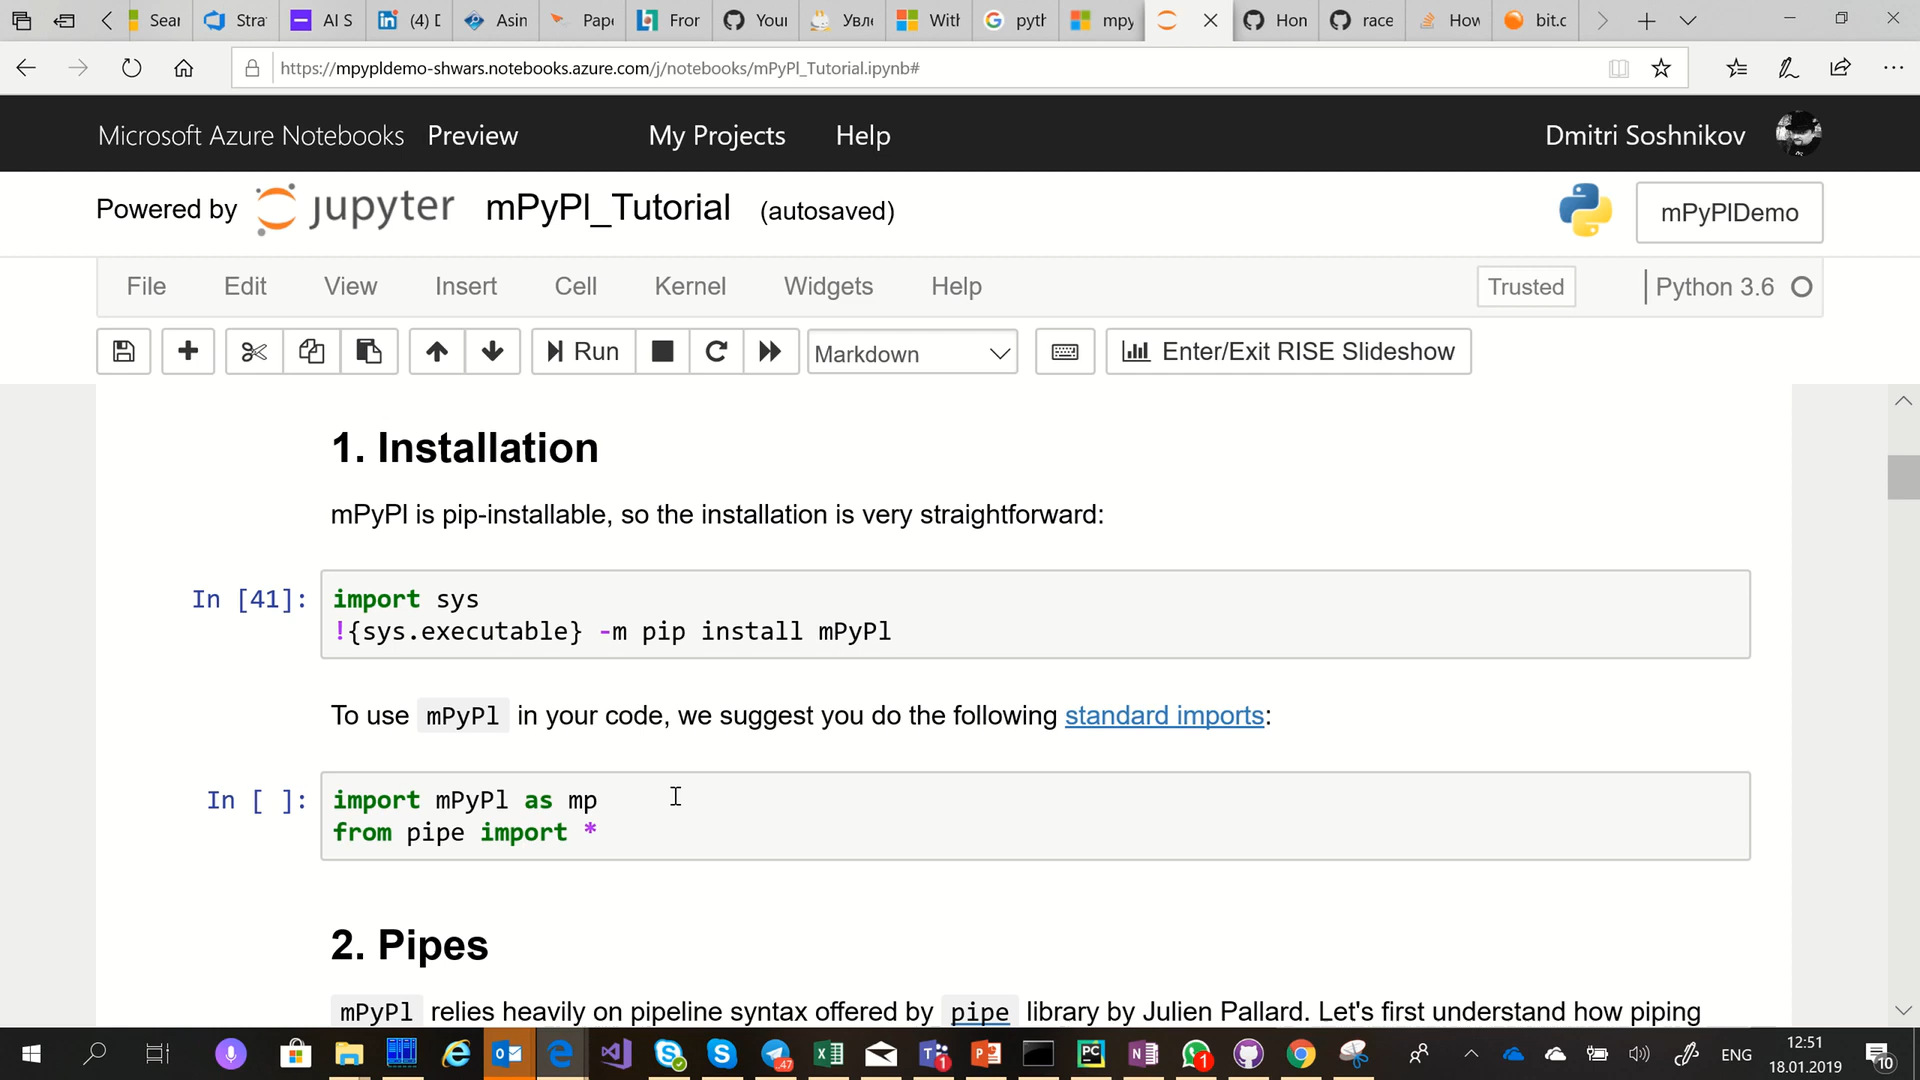 Sear
Stra
AI S
(4) D
Asin
Pape
Fron
Your
Увле
With
pyth
mpy
Hon
race
How
bit.c
https://mpypldemo-shwars.notebooks.azure.com/j/notebooks/mPyPl_Tutorial.ipynb#
Microsoft Azure Notebooks Preview My Projects Help Dmitri Soshnikov
Powered by jupyter mPyPl_Tutorial (autosaved) mPyPlDemo
File Edit View Insert Cell Kernel Widgets Help Trusted Python 3.6
Run Markdown Enter/Exit RISE Slideshow
1. Installation
mPyPl is pip-installable, so the installation is very straightforward:
In [41]: import sys
!{sys.executable} -m pip install mPyPl
To use mPyPl in your code, we suggest you do the following standard imports:
In [ ]: import mPyPl as mp
from pipe import *
2. Pipes
mPyPl relies heavily on pipeline syntax offered by pipe library by Julien Pallard. Let's first understand how piping
ENG
12:51
18.01.2019
10